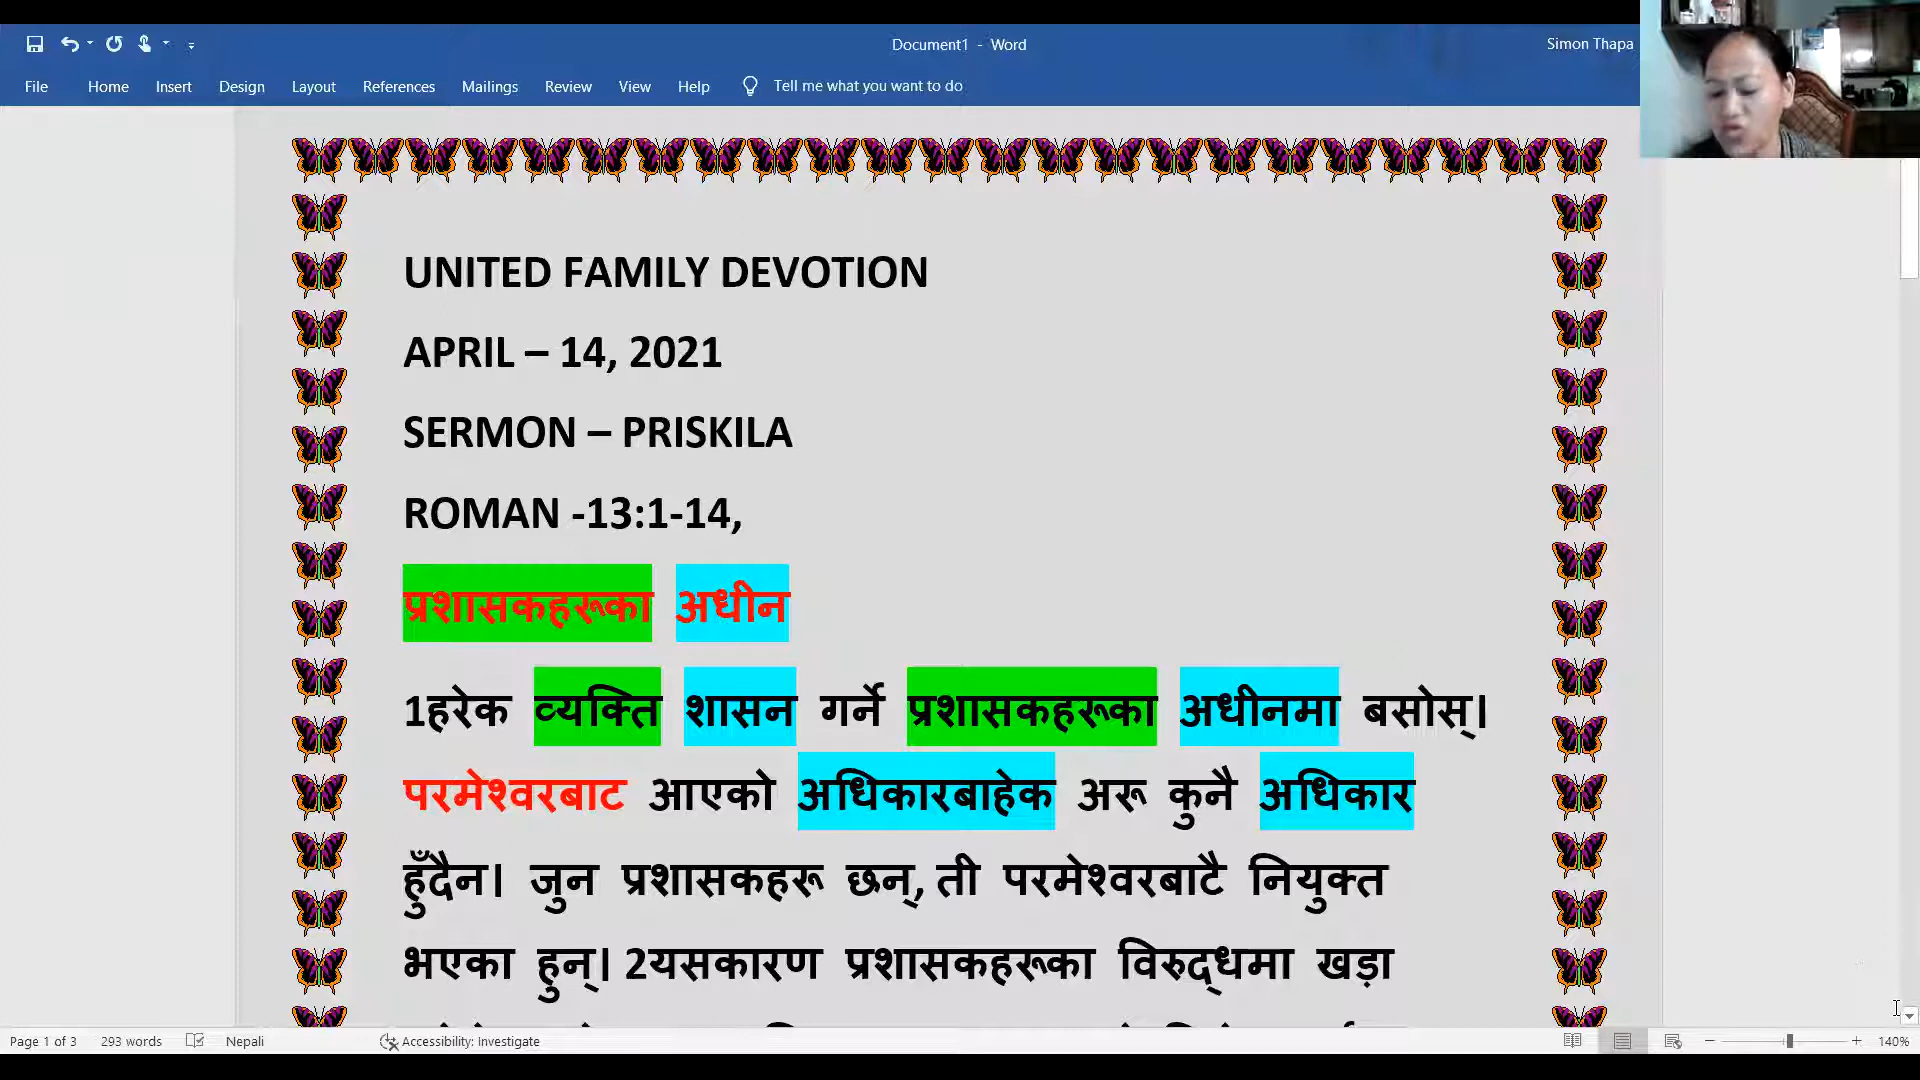 Document1 - Word
Simon Thapa
File Home Insert Design Layout References Mailings Review View Help Tell me what you want to do
UNITED FAMILY DEVOTION
APRIL – 14, 2021
SERMON – PRISKILA
ROMAN -13:1-14,
प्रशासकहरूका अधीन
1हरेक व्यक्ति शासन गर्ने प्रशासकहरूका अधीनमा बसोस्।
परमेश्वरबाट आएको अधिकारबाहेक अरू कुनै अधिकार
हुँदैन। जुन प्रशासकहरू छन्, ती परमेश्वरबाटै नियुक्त
भएका हुन्। 2यसकारण प्रशासकहरूका विरुद्धमा खड़ा
Page 1 of 3 293 words Nepali Accessibility: Investigate 140%